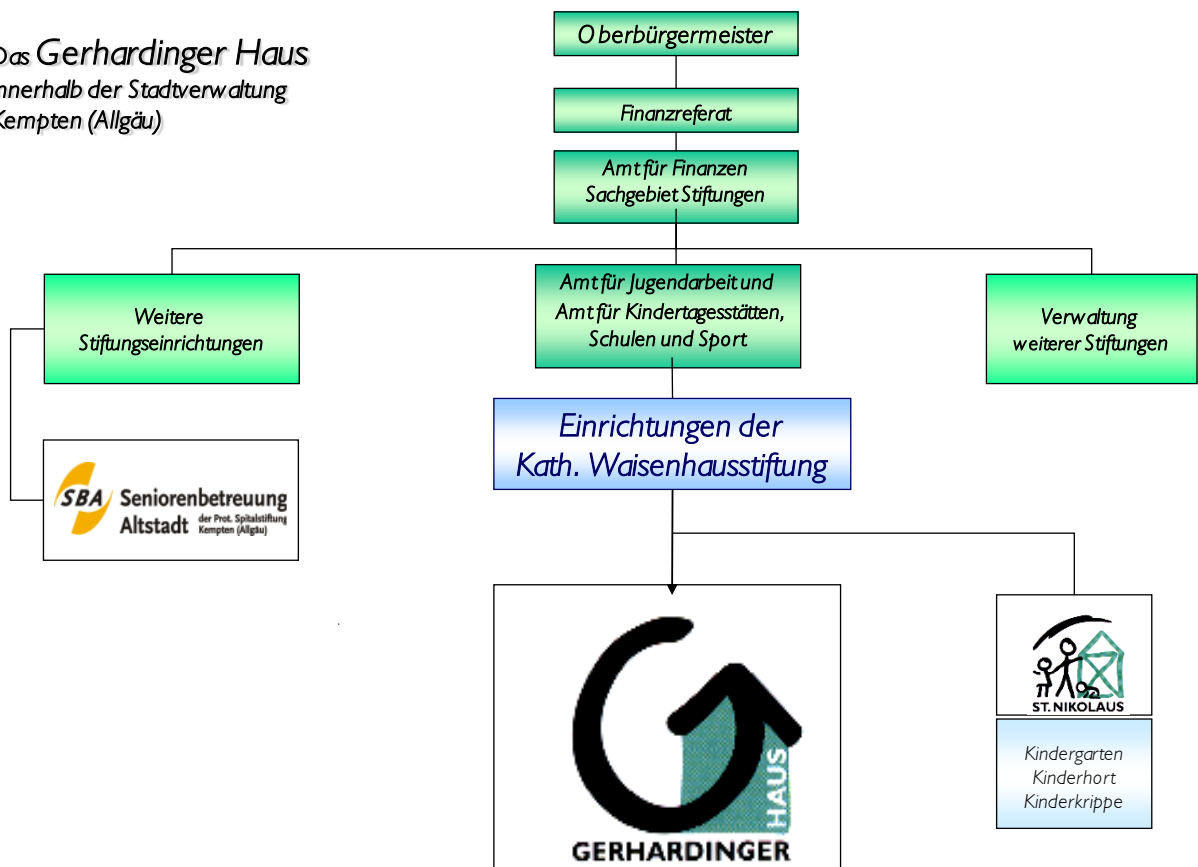 Das Gerhardinger Haus
innerhalb der Stadtverwaltung
Kempten (Allgäu)
Oberbürgermeister
Finanzreferat
Amt für Finanzen
Sachgebiet Stiftungen
Weitere
Stiftungseinrichtungen
Amt für Jugendarbeit und
Amt für Kindertagesstätten,
Schulen und Sport
Verwaltung
weiterer Stiftungen
Einrichtungen der
Kath. Waisenhausstiftung
SBA Seniorenbetreuung
Altstadt der Prot. Spitalstiftung
Kempten (Allgäu)
HAUS
GERHARDINGER
ST. NIKOLAUS
Kindergarten
Kinderhort
Kinderkrippe